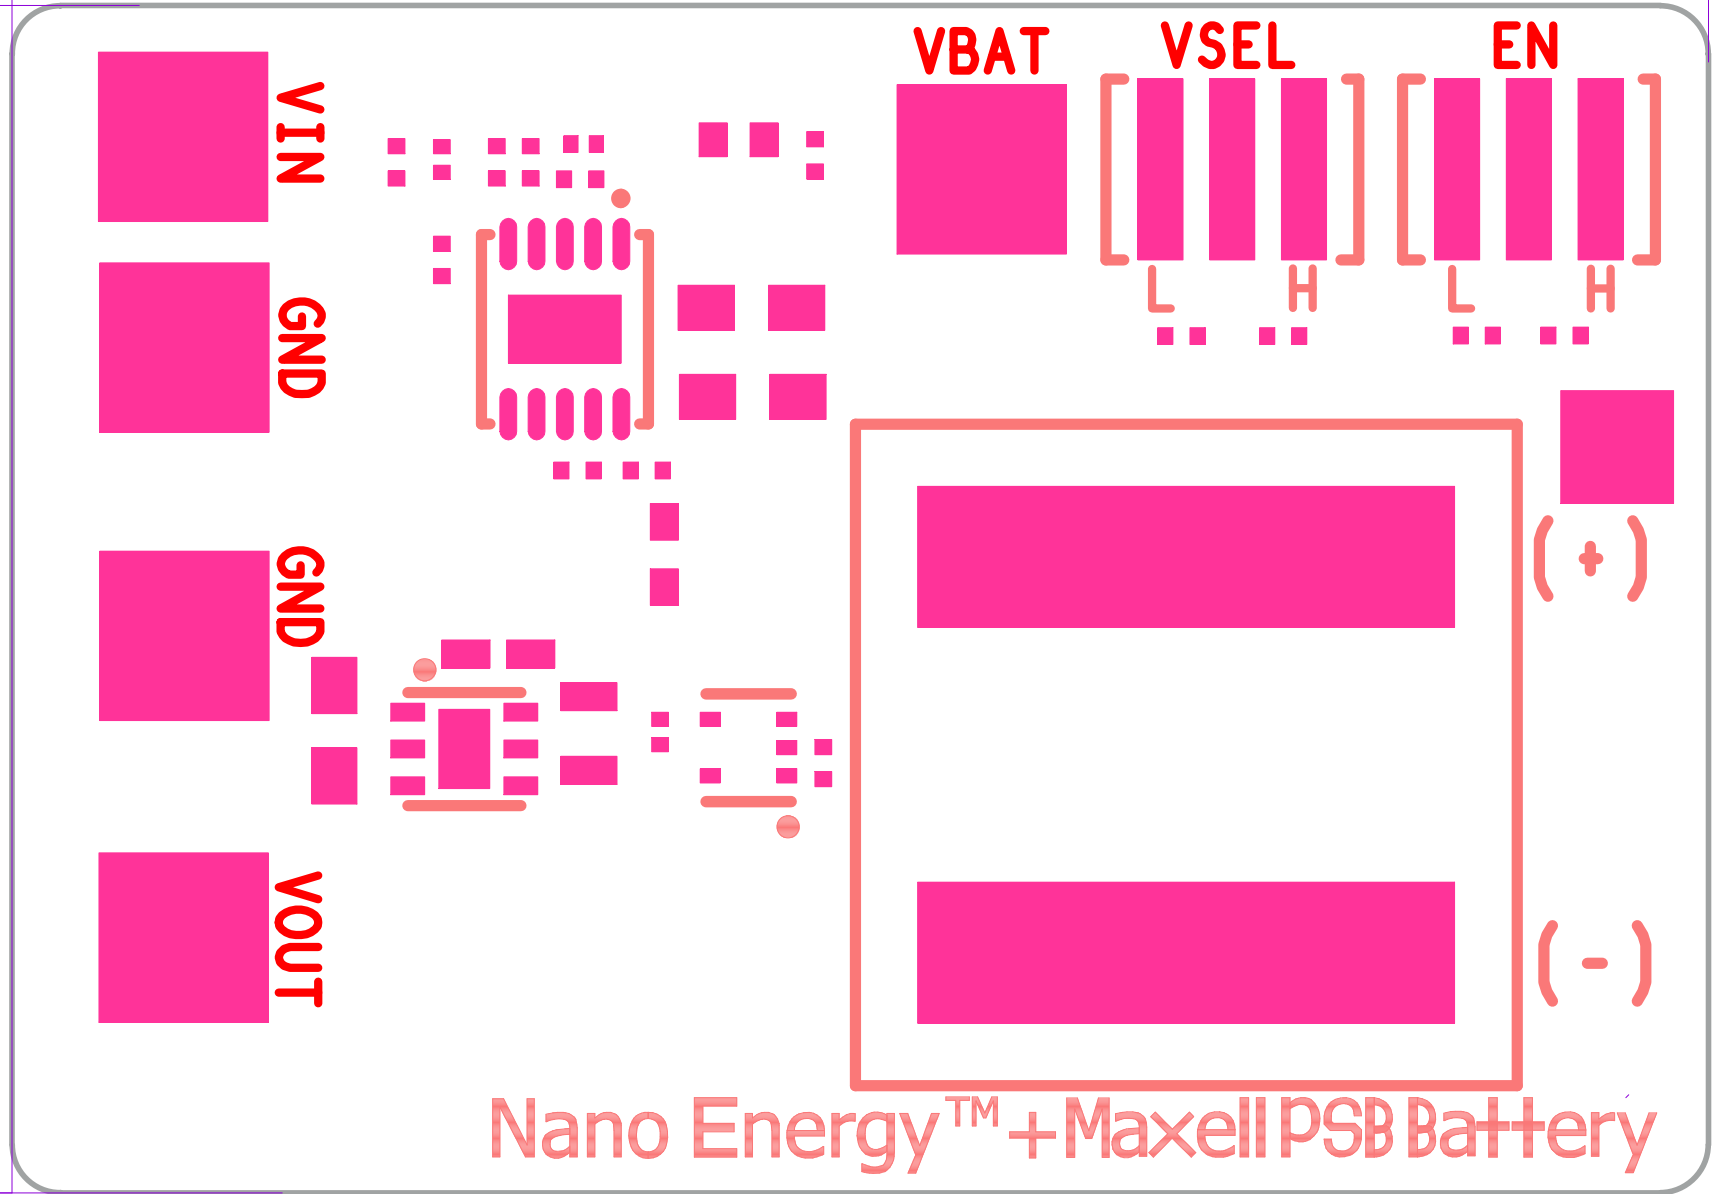 VBAT VSEL EN
VIN
L H L H
GND
(+)
GND
VOUT
(-)
Nano Energy™+Maxell PSB Battery